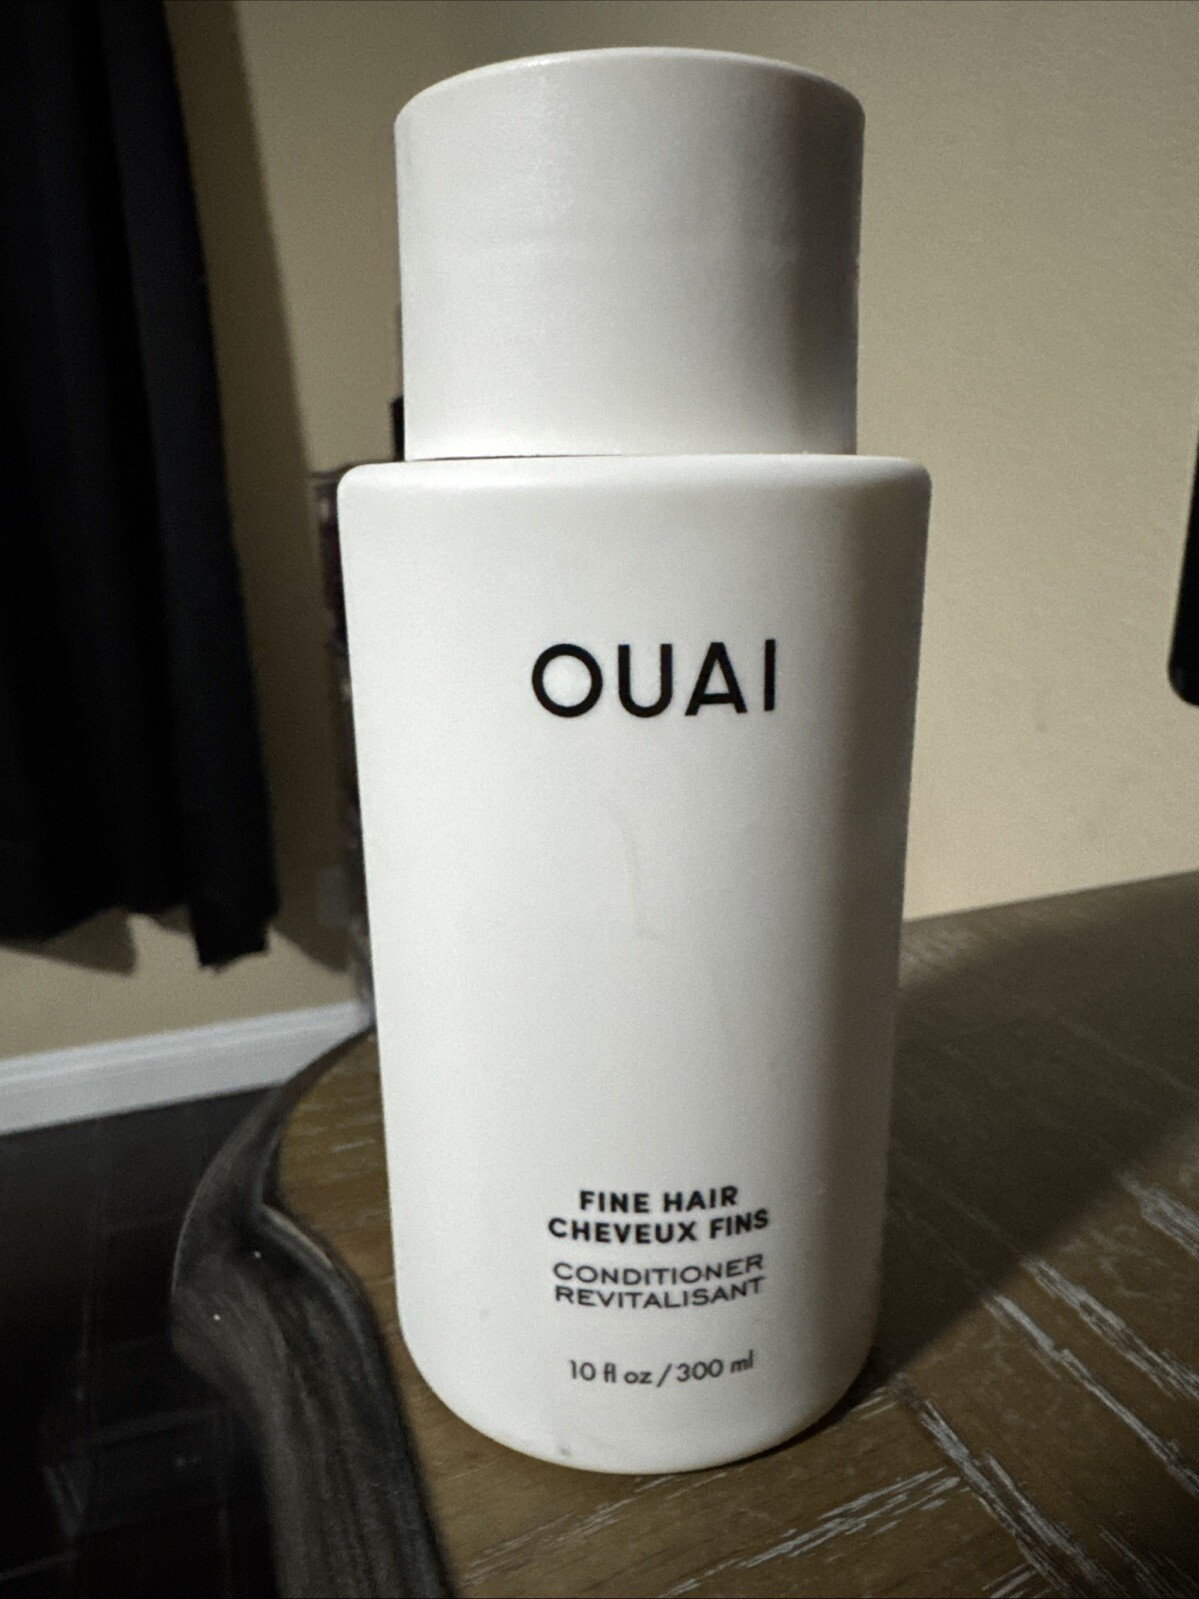 OUAI
FINE HAIR
CHEVEUX FINS
CONDITIONER
REVITALISANT
10 fl oz / 300 ml